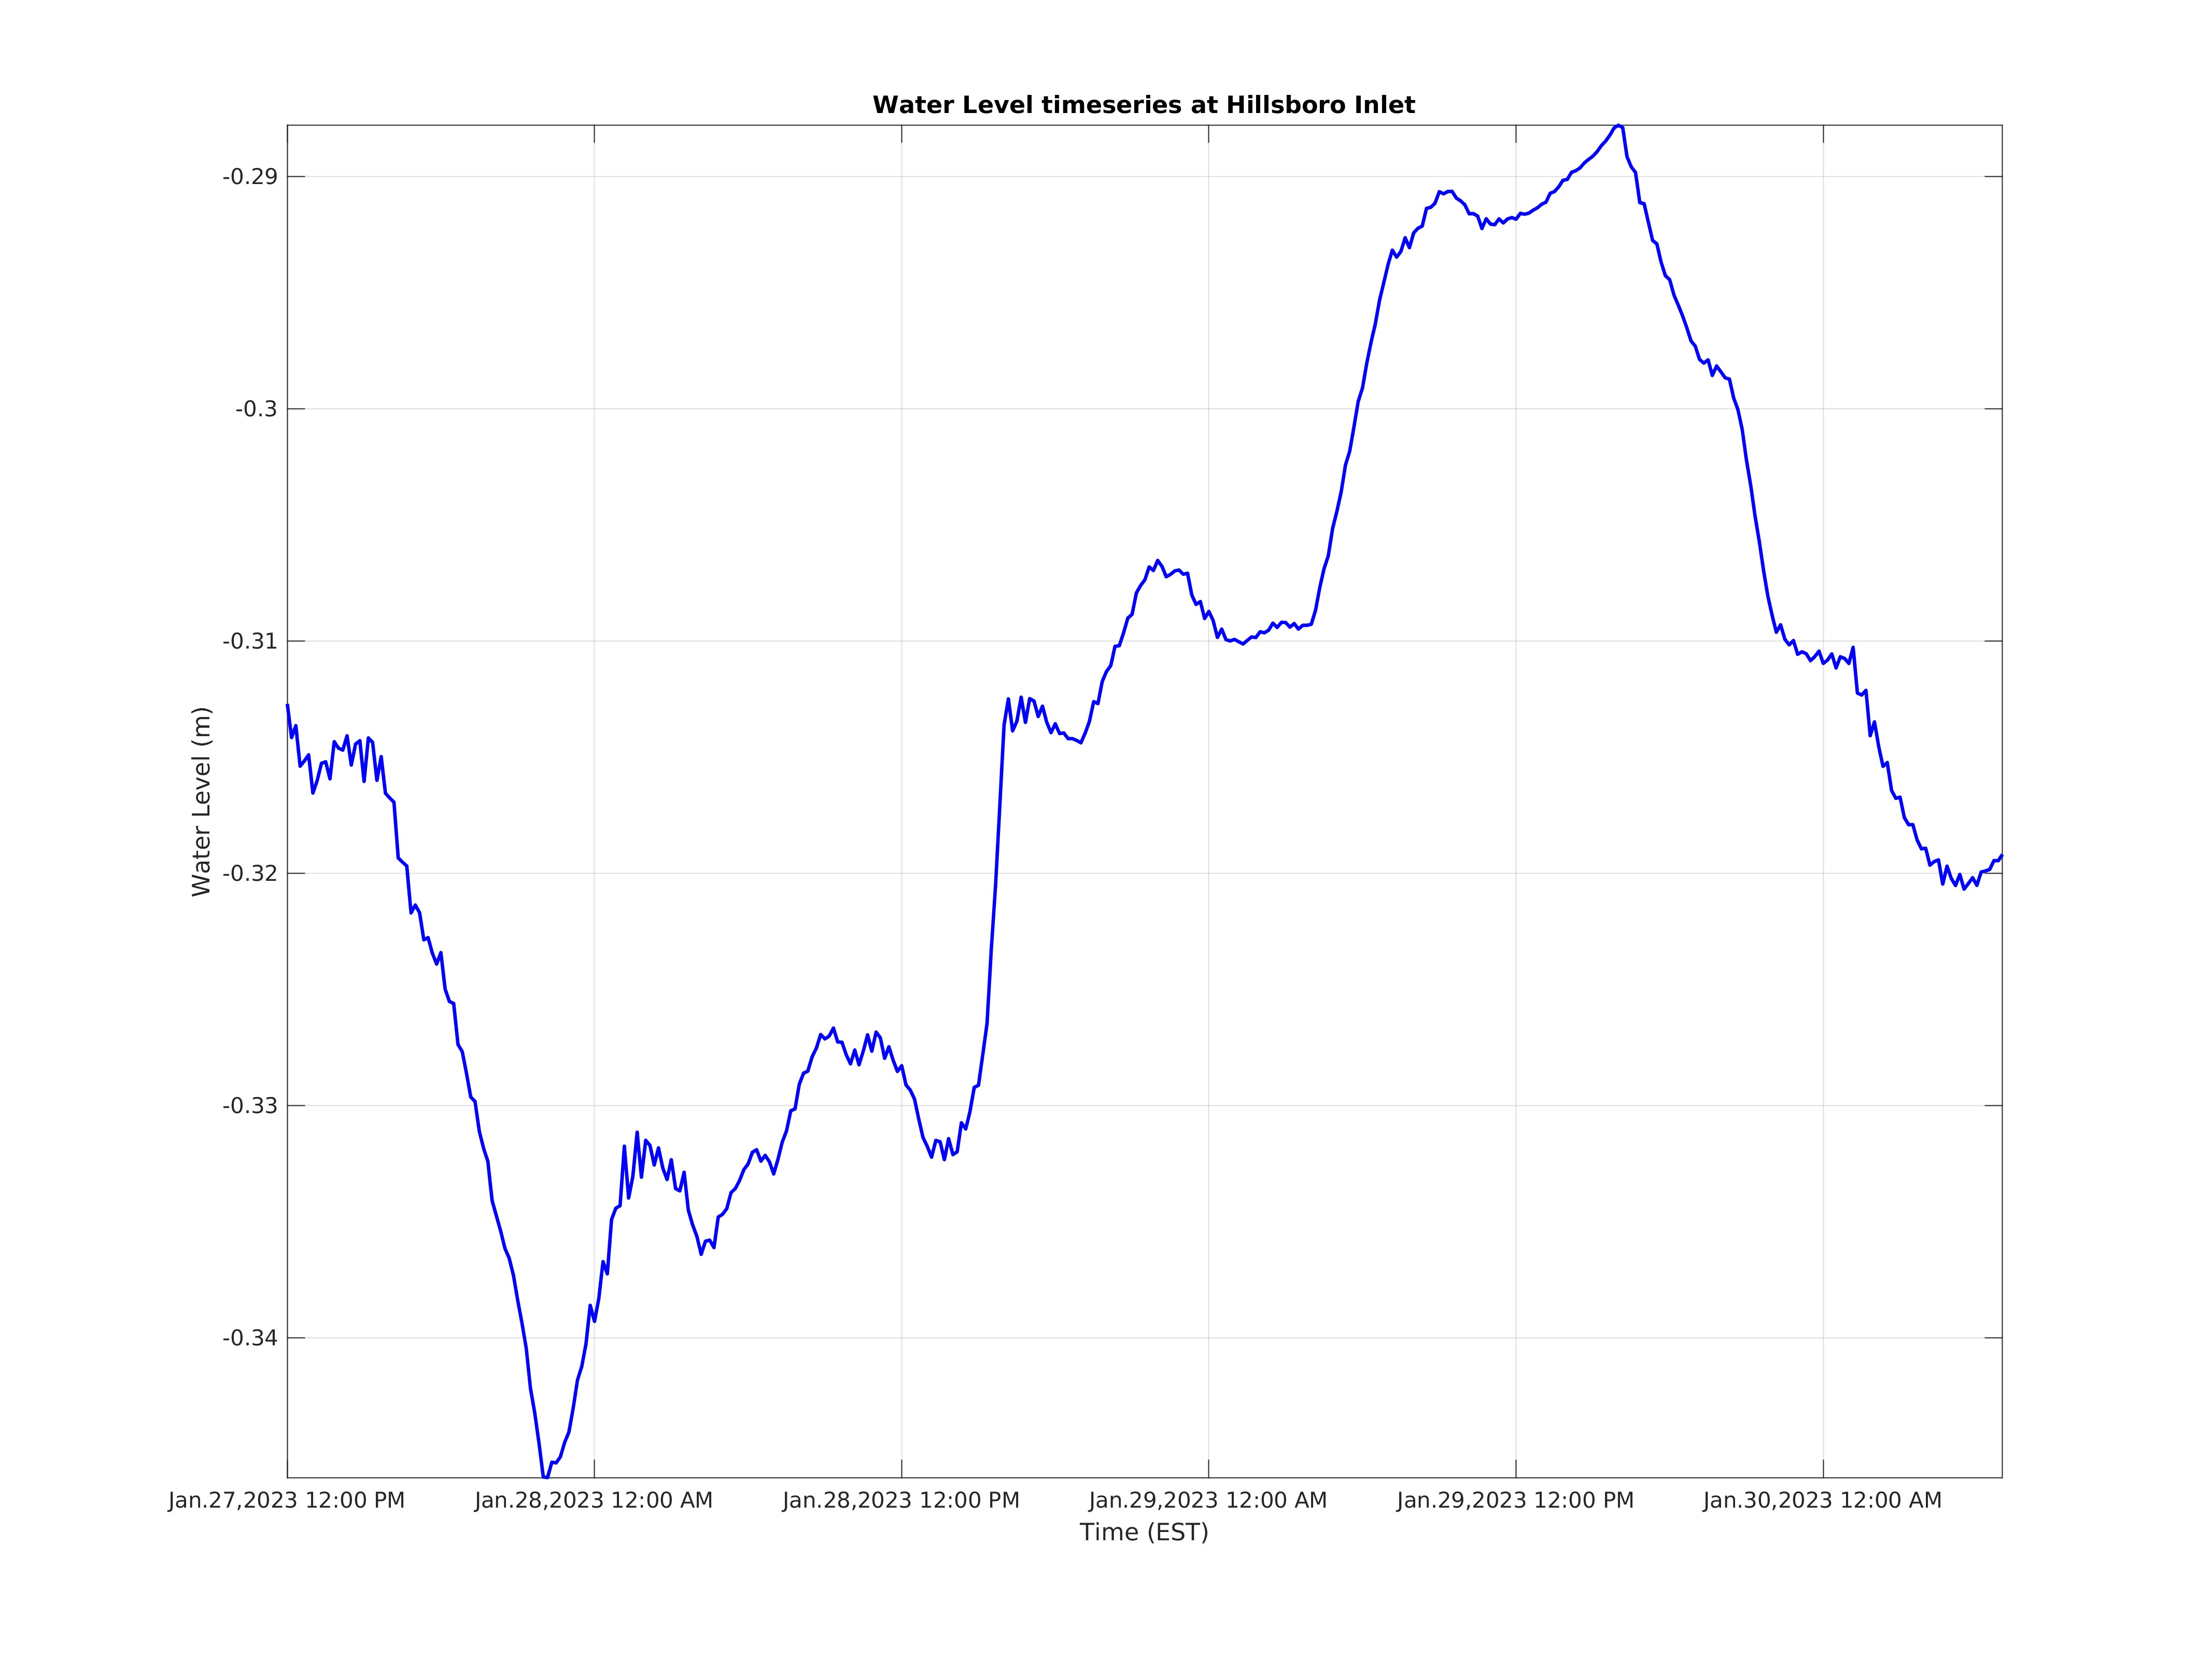 Water Level timeseries at Hillsboro Inlet
-0.29
-0.3
-0.31
-0.32
-0.33
-0.34
Water Level (m)
Jan.27,2023 12:00 PM
Jan.28,2023 12:00 AM
Jan.28,2023 12:00 PM
Jan.29,2023 12:00 AM
Jan.29,2023 12:00 PM
Jan.30,2023 12:00 AM
Time (EST)